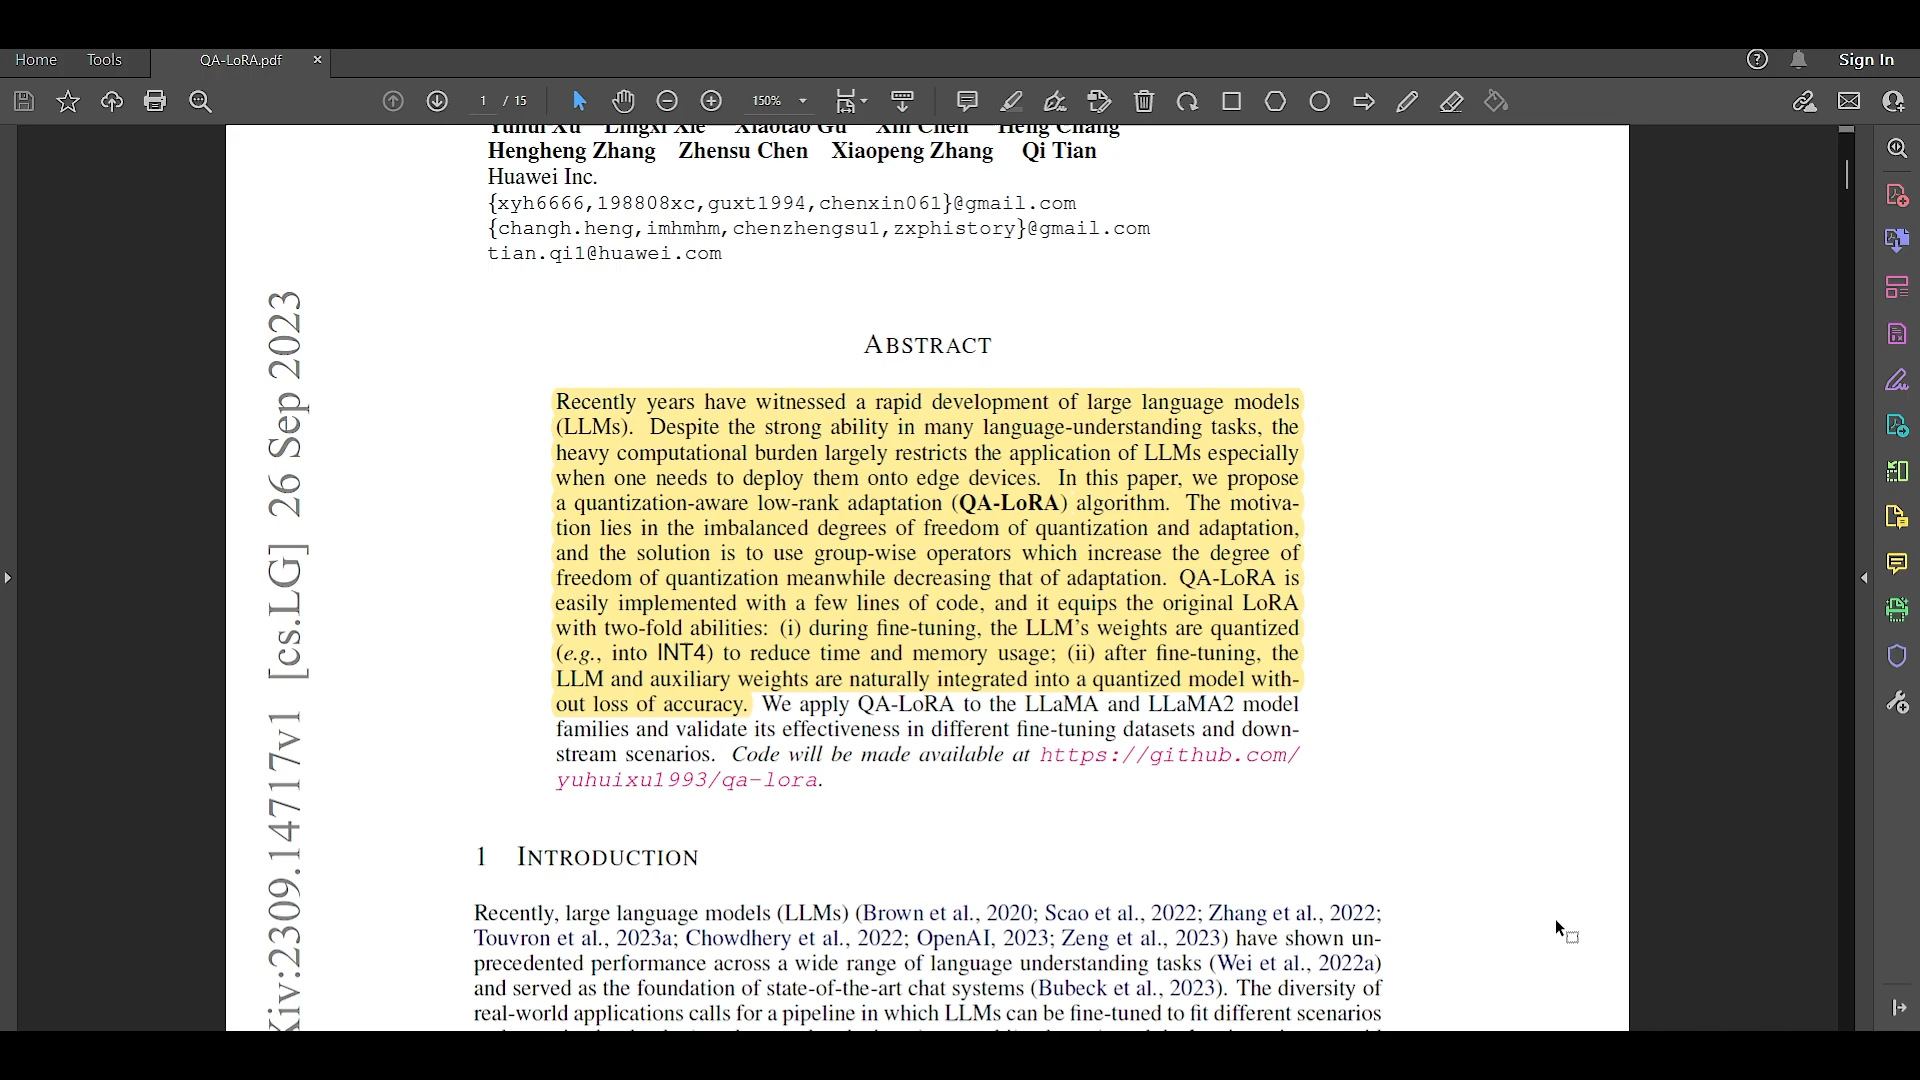 Home Tools QA-LoRA.pdf × Sign In
1 / 15 150%
Yuhui Xu Lingxi Xie Xiaotao Gu Xin Chen Heng Chang
Hengheng Zhang Zhensu Chen Xiaopeng Zhang Qi Tian
Huawei Inc.
{xyh6666,198808xc,guxt1994,chenxin061}@gmail.com
{changh.heng,imhmhm,chenzhengsu1,zxphistory}@gmail.com
tian.qi1@huawei.com
Xiv:2309.14717v1 [cs.LG] 26 Sep 2023
ABSTRACT
Recently years have witnessed a rapid development of large language models
(LLMs). Despite the strong ability in many language-understanding tasks, the
heavy computational burden largely restricts the application of LLMs especially
when one needs to deploy them onto edge devices. In this paper, we propose
a quantization-aware low-rank adaptation (QA-LoRA) algorithm. The motiva-
tion lies in the imbalanced degrees of freedom of quantization and adaptation,
and the solution is to use group-wise operators which increase the degree of
freedom of quantization meanwhile decreasing that of adaptation. QA-LoRA is
easily implemented with a few lines of code, and it equips the original LoRA
with two-fold abilities: (i) during fine-tuning, the LLM's weights are quantized
(e.g., into INT4) to reduce time and memory usage; (ii) after fine-tuning, the
LLM and auxiliary weights are naturally integrated into a quantized model with-
out loss of accuracy. We apply QA-LoRA to the LLaMA and LLaMA2 model
families and validate its effectiveness in different fine-tuning datasets and down-
stream scenarios. Code will be made available at https://github.com/
yuhuixu1993/qa-lora.
1 INTRODUCTION
Recently, large language models (LLMs) (Brown et al., 2020; Scao et al., 2022; Zhang et al., 2022;
Touvron et al., 2023a; Chowdhery et al., 2022; OpenAI, 2023; Zeng et al., 2023) have shown un-
precedented performance across a wide range of language understanding tasks (Wei et al., 2022a)
and served as the foundation of state-of-the-art chat systems (Bubeck et al., 2023). The diversity of
real-world applications calls for a pipeline in which LLMs can be fine-tuned to fit different scenarios